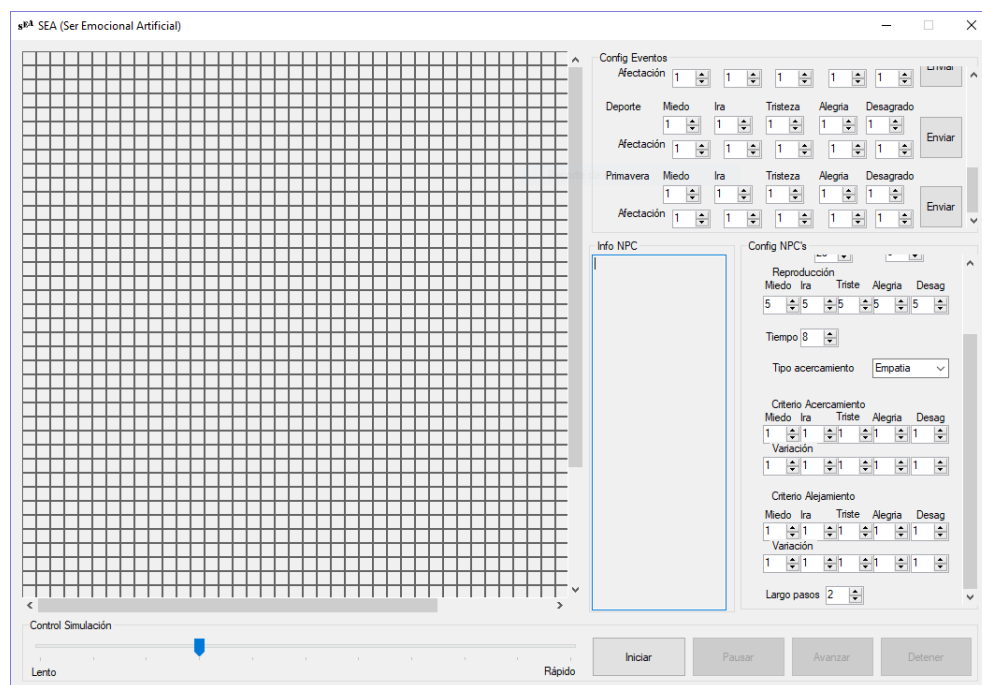 sEA SEA (Ser Emocional Artificial)
Config Eventos
Afectación 1 1 1 1 1 Enviar
Deporte Miedo Ira Tristeza Alegria Desagrado
1 1 1 1 1
Enviar
Afectación 1 1 1 1 1
Primavera Miedo Ira Tristeza Alegria Desagrado
1 1 1 1 1
Enviar
Afectación 1 1 1 1 1
Info NPC
Config NPC's
Reproducción
Miedo Ira Triste Alegria Desag
5 5 5 5 5
Tiempo 8
Tipo acercamiento Empatia
Criterio Acercamiento
Miedo Ira Triste Alegria Desag
1 1 1 1 1
Variación
1 1 1 1 1
Criterio Alejamiento
Miedo Ira Triste Alegria Desag
1 1 1 1 1
Variación
1 1 1 1 1
Largo pasos 2
Control Simulación
Lento Rápido
Iniciar Pausar Avanzar Detener